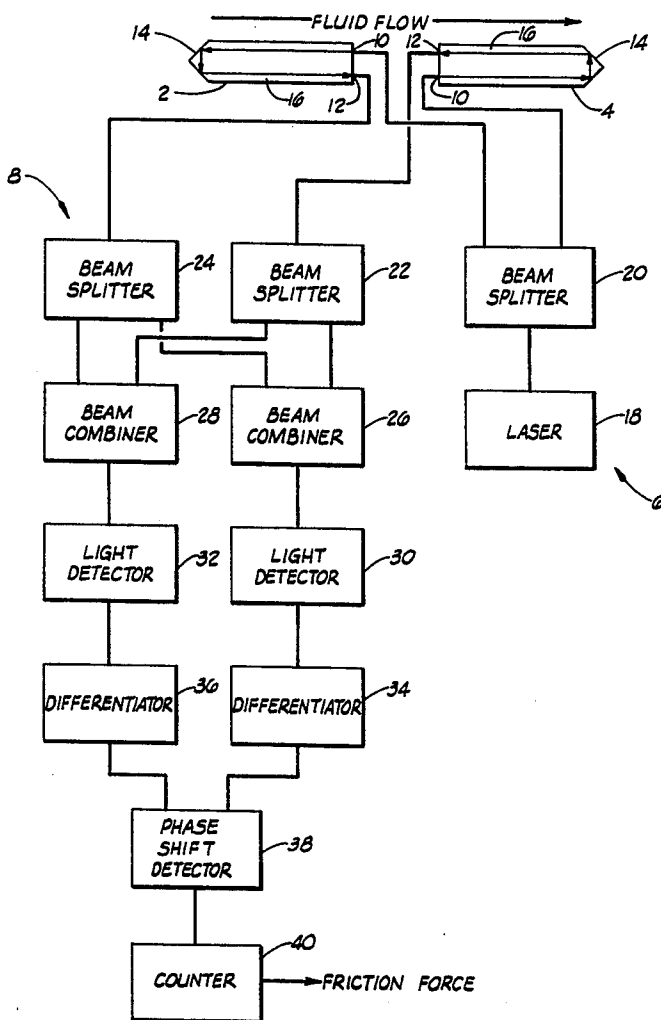 FLUID FLOW
14 16 10 12 16 14
2 16 12 10 4
8
BEAM SPLITTER 24
BEAM SPLITTER 22
BEAM SPLITTER 20
BEAM COMBINER 28
BEAM COMBINER 26
LASER 18
6
LIGHT DETECTOR 32
LIGHT DETECTOR 30
DIFFERENTIATOR 36
DIFFERENTIATOR 34
PHASE SHIFT DETECTOR 38
COUNTER 40
FRICTION FORCE